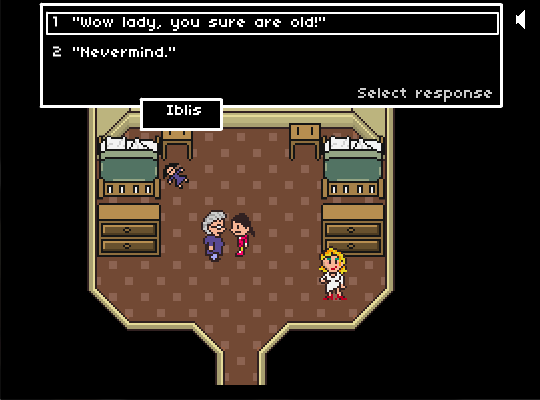 1 "Wow lady, you sure are old!"
2 "Nevermind."
Select response
Iblis